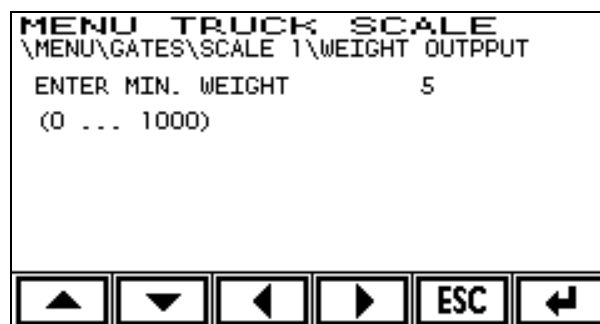 MENU TRUCK SCALE
\MENU\GATES\SCALE 1\WEIGHT OUTPPUT
ENTER MIN. WEIGHT 5
(0 ... 1000)
ESC